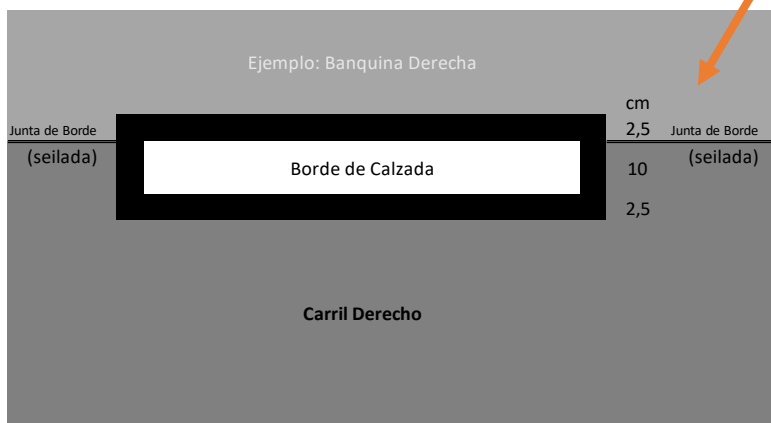 Ejemplo: Banquina Derecha
cm
Junta de Borde 2,5 Junta de Borde
(seilada) Borde de Calzada 10 (seilada)
2,5
Carril Derecho